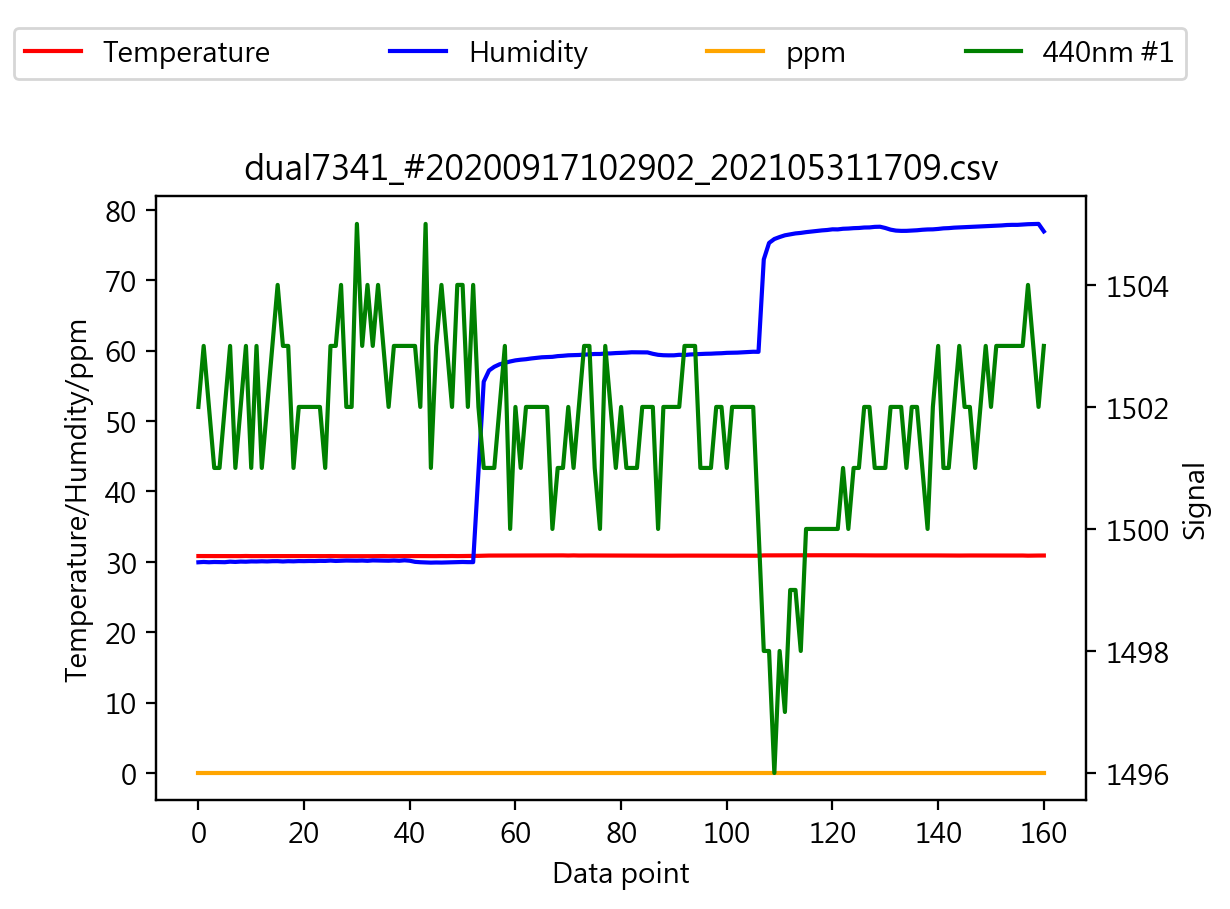 Temperature Humidity ppm 440nm #1
dual7341_#20200917102902_202105311709.csv
Temperature/Humdity/ppm
80
70
60
50
40
30
20
10
0
1504
1502
1500
1498
1496
Signal
0 20 40 60 80 100 120 140 160
Data point